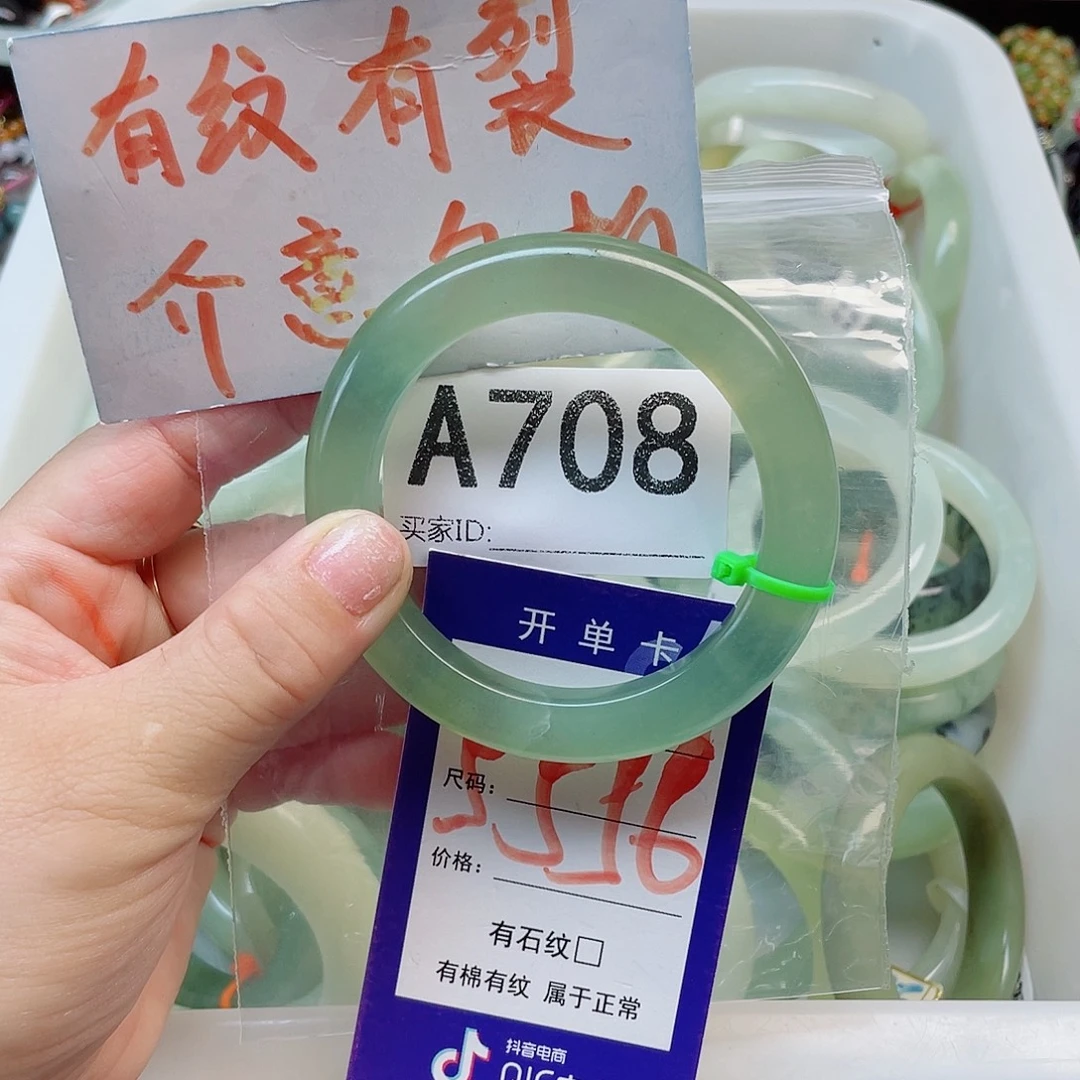 有纹有裂
介意勿拍
A708
买家ID:
开单卡
尺码:
价格:
有石纹□
有棉有纹 属于正常
抖音电商